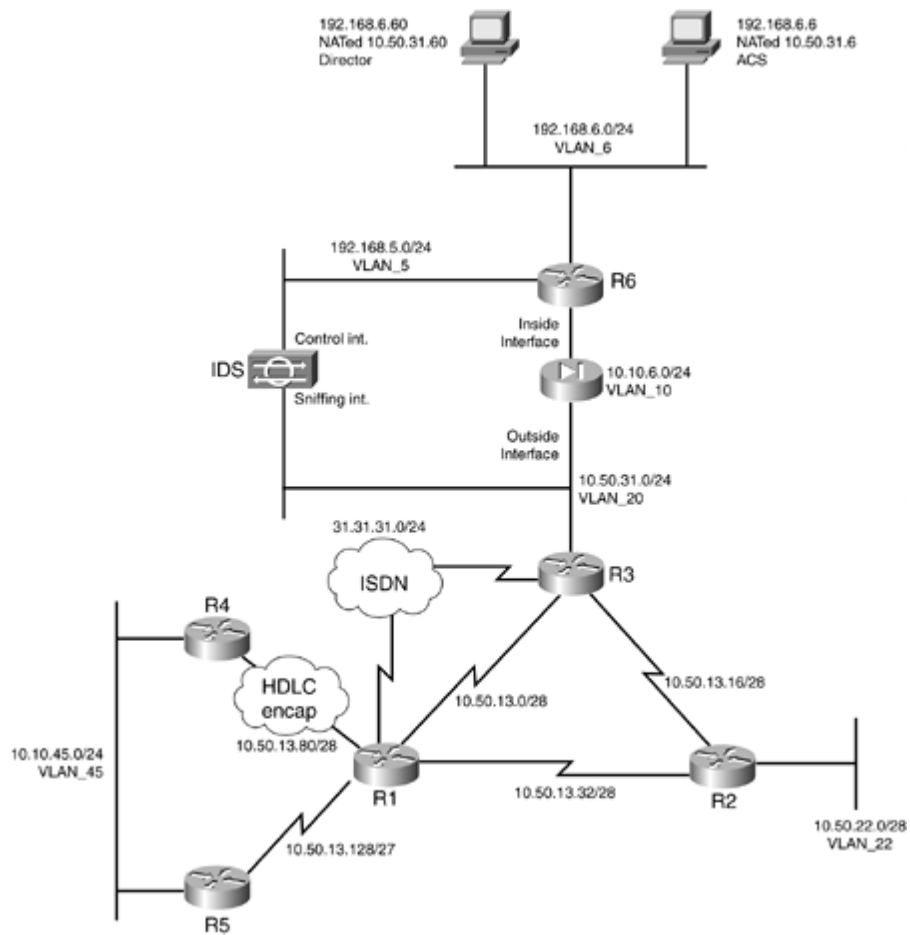 192.168.6.60
NATed 10.50.31.60
Director
192.168.6.6
NATed 10.50.31.6
ACS
192.168.6.0/24
VLAN_6
192.168.5.0/24
VLAN_5
R6
Inside
Interface
Control int.
IDS
Sniffing int.
10.10.6.0/24
VLAN_10
Outside
Interface
10.50.31.0/24
VLAN_20
31.31.31.0/24
ISDN
R3
R4
HDLC
encap
10.50.13.80/28
10.50.13.0/28
10.50.13.16/28
10.10.45.0/24
VLAN_45
R1
10.50.13.32/28
R2
10.50.13.128/27
10.50.22.0/28
VLAN_22
R5